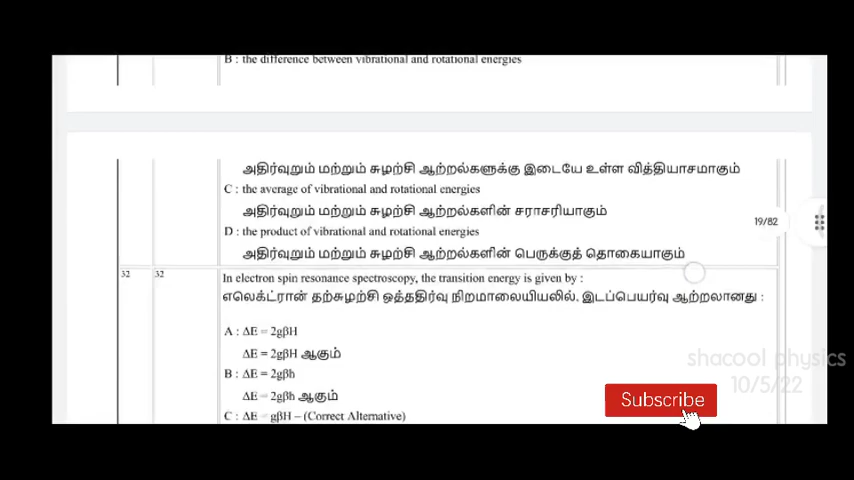 B : the difference between vibrational and rotational energies
அதிர்வுறும் மற்றும் சுழற்சி ஆற்றல்களுக்கு இடையே உள்ள வித்தியாசமாகும்
C : the average of vibrational and rotational energies
அதிர்வுறும் மற்றும் சுழற்சி ஆற்றல்களின் சராசரியாகும்
19/82
D : the product of vibrational and rotational energies
அதிர்வுறும் மற்றும் சுழற்சி ஆற்றல்களின் பெருக்குத் தொகையாகும்
32 32 In electron spin resonance spectroscopy, the transition energy is given by :
எலெக்ட்ரான் தற்சுழற்சி ஒத்ததிர்வு நிறமாலையியலில், இடப்பெயர்வு ஆற்றலானது :
A : ΔE = 2gβH
ΔE = 2gβH ஆகும்
shacool physics
B : ΔE = 2gβh
10/5/22
ΔE = 2gβh ஆகும்
Subscribe
C : ΔE = gβH – (Correct Alternative)